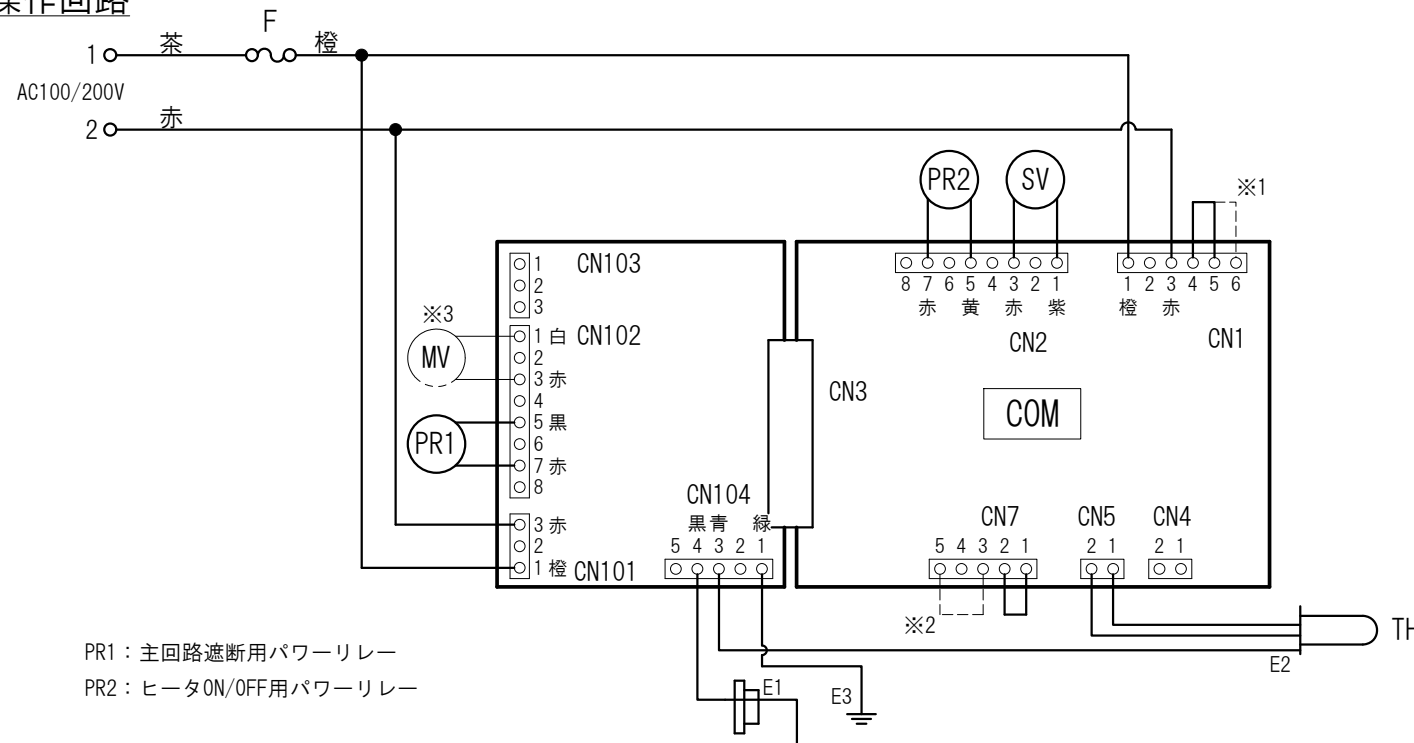 操作回路
F
1 茶 橙
AC100/200V
2 赤
PR2 SV ※1
1 CN103
2
3
8 7 6 5 4 3 2 1
赤 黄 赤 紫
CN2
1 2 3 4 5 6
橙 赤
CN1
※3
MV
1 白 CN102
2
3 赤
4
PR1
5 黒
6
7 赤
8
CN3
COM
3 赤
2
1 橙 CN101
CN104
黒 青 緑
5 4 3 2 1
CN7
5 4 3 2 1
CN5
2 1
CN4
2 1
※2
TH
E2
E1
E3
PR1：主回路遮断用パワーリレー
PR2：ヒータON/OFF用パワーリレー